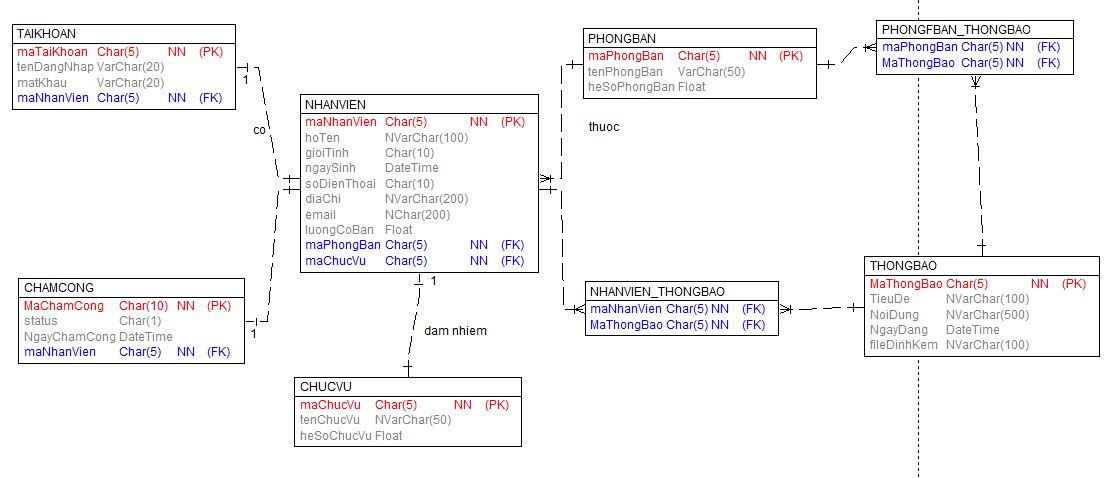 TAIKHOAN
maTaiKhoan Char(5) NN (PK)
tenDangNhap VarChar(20)
matKhau VarChar(20)
maNhanVien Char(5) NN (FK)
1
co
NHANVIEN
maNhanVien Char(5) NN (PK)
hoTen NVarChar(100)
gioiTinh Char(10)
ngaySinh DateTime
soDienThoai Char(10)
diaChi NVarChar(200)
email NChar(200)
luongCoBan Float
maPhongBan Char(5) NN (FK)
maChucVu Char(5) NN (FK)
PHONGBAN
maPhongBan Char(5) NN (PK)
tenPhongBan VarChar(50)
heSoPhongBan Float
thuoc
PHONGFBAN_THONGBAO
maPhongBan Char(5) NN (FK)
MaThongBao Char(5) NN (FK)
CHAMCONG
MaChamCong Char(10) NN (PK)
status Char(1)
NgayChamCong DateTime
maNhanVien Char(5) NN (FK)
1
1
dam nhiem
NHANVIEN_THONGBAO
maNhanVien Char(5) NN (FK)
MaThongBao Char(5) NN (FK)
THONGBAO
MaThongBao Char(5) NN (PK)
TieuDe NVarChar(100)
NoiDung NVarChar(500)
NgayDang DateTime
fileDinhKem NVarChar(100)
CHUCVU
maChucVu Char(5) NN (PK)
tenChucVu NVarChar(50)
heSoChucVu Float